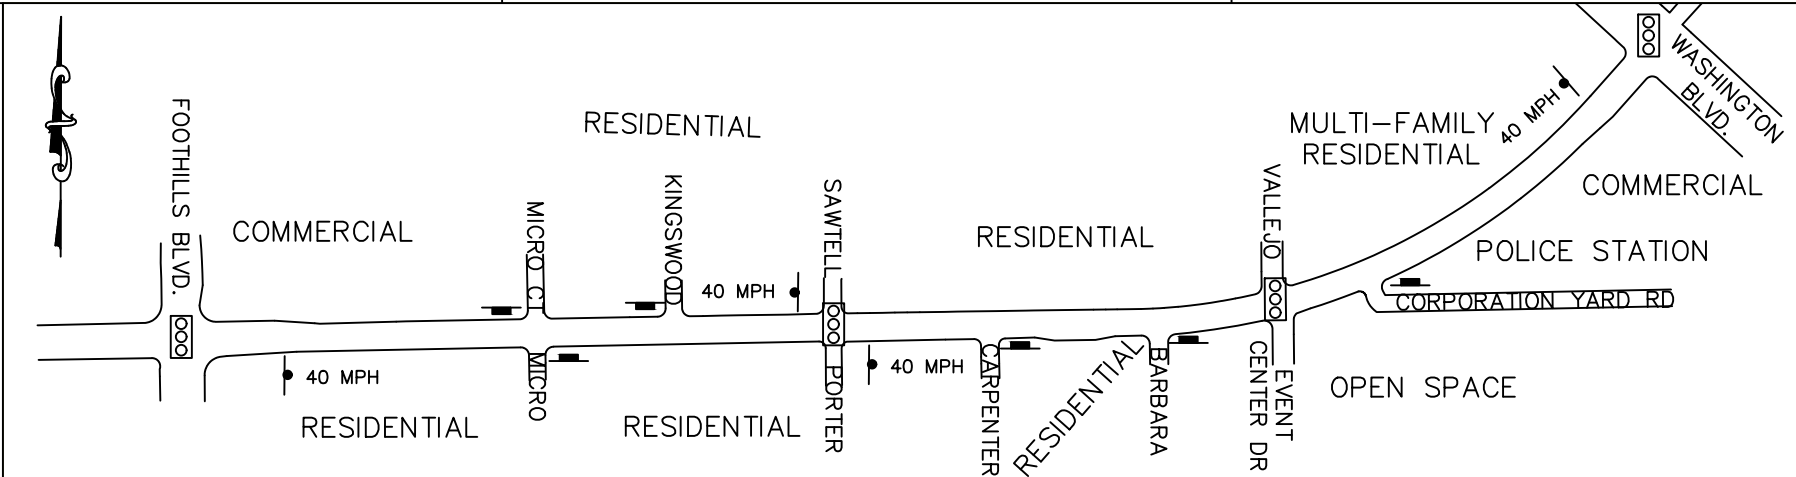 FOOTHILLS BLVD.
COMMERCIAL
RESIDENTIAL
MICRO CT
KINGSWOOD
40 MPH
SAWTELL
RESIDENTIAL
VALLEJO
MULTI-FAMILY
RESIDENTIAL
40 MPH
WASHINGTON
BLVD.
COMMERCIAL
POLICE STATION
CORPORATION YARD RD
40 MPH
RESIDENTIAL
MICRO
RESIDENTIAL
PORTER
40 MPH
CARPENTER
RESIDENTIAL
BARBARA
EVENT
CENTER DR
OPEN SPACE